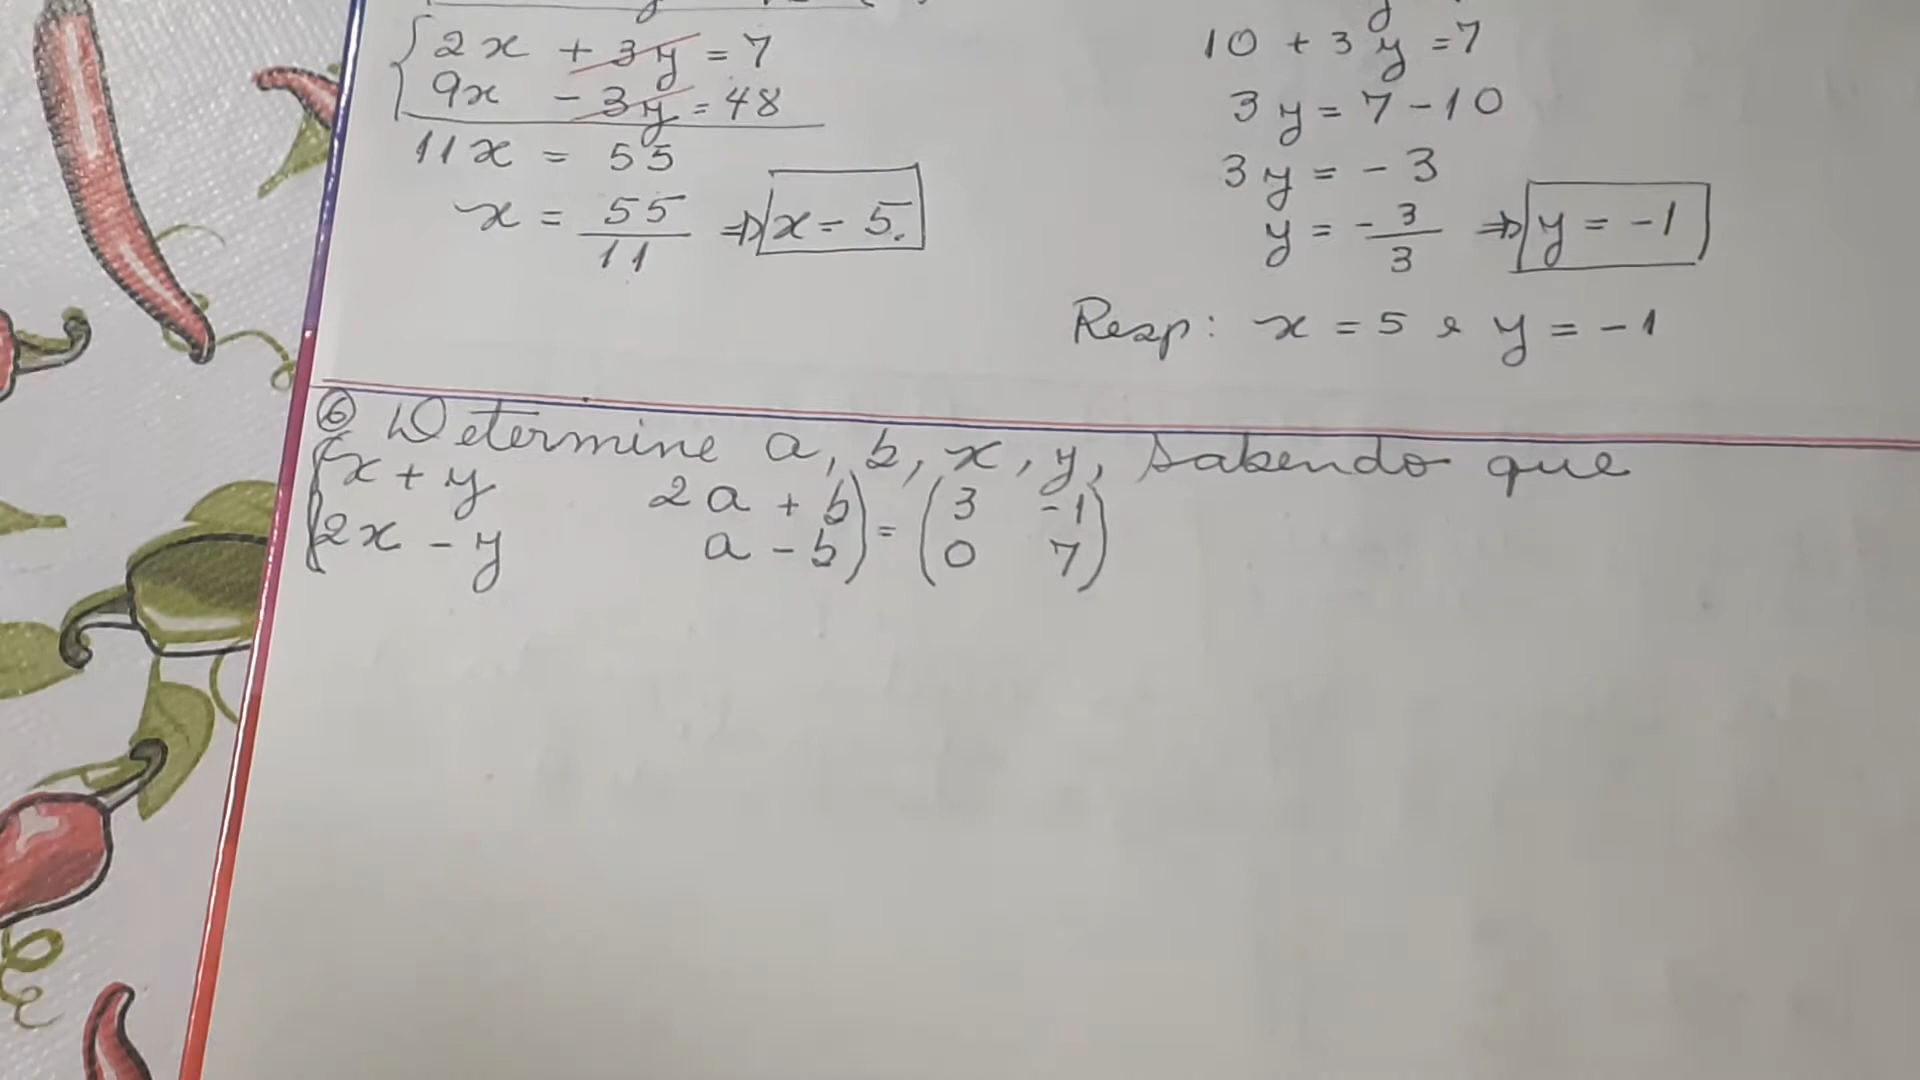 2x + 3y = 7
9x - 3y = 48
11x = 55
x = 55/11 ⇒ x = 5.
10 + 3y = 7
3y = 7 - 10
3y = - 3
y = - 3/3 ⇒ y = -1
Resp: x = 5 e y = -1
⑥ Determine a, b, x, y, sabendo que
x + y 2a + b = 3 -1
2x - y a - b 0 7